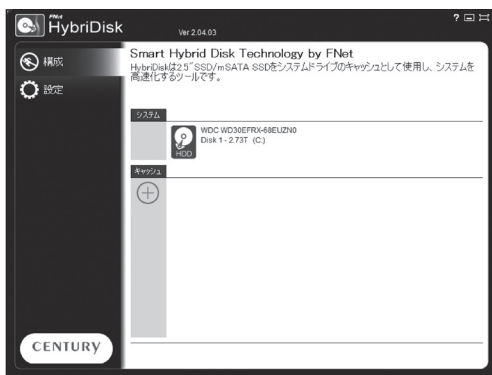 FNet
HybriDisk
Ver 2.04.03
?
構成
設定
Smart Hybrid Disk Technology by FNet
HybriDiskは2.5"SSD/mSATA SSDをシステムドライブのキャッシュとして使用し、システムを
高速化するツールです。
システム
WDC WD30EFRX-68EUZN0
Disk 1 - 2.73T (C:)
HDD
キャッシュ
CENTURY